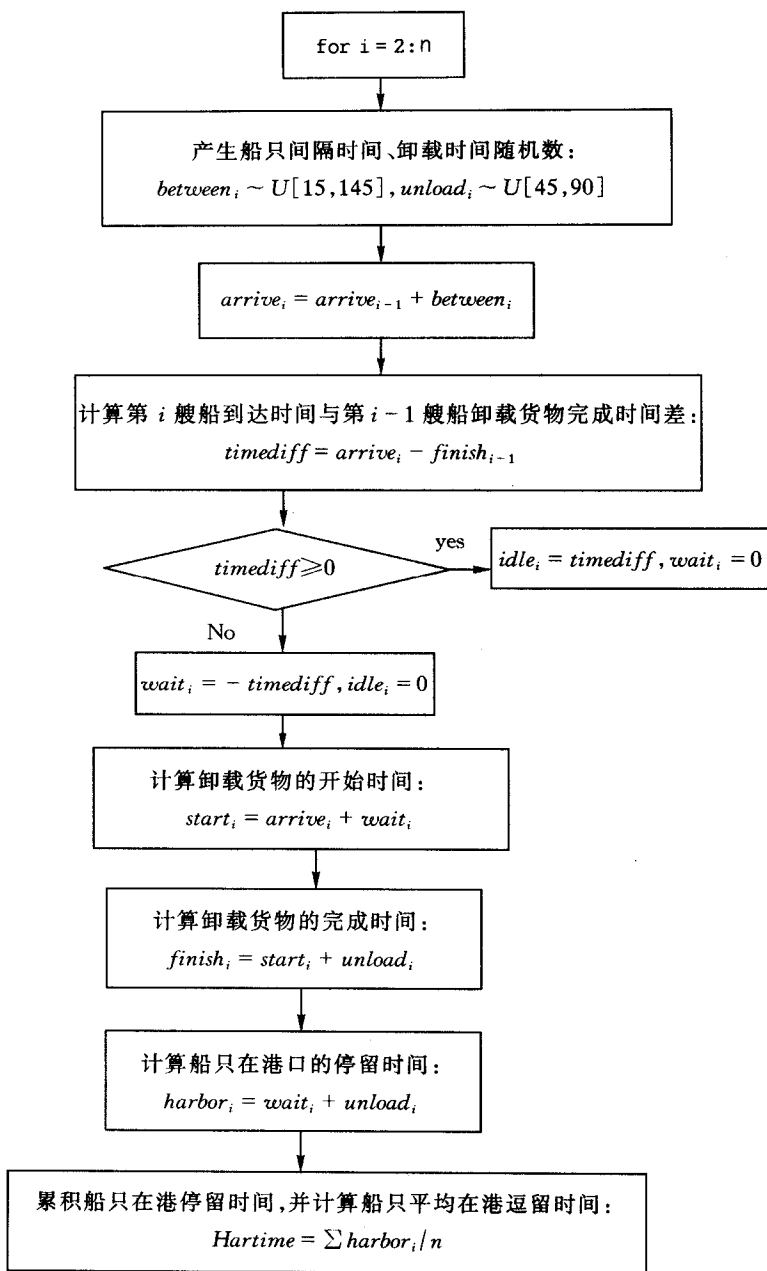 for i = 2:n
产生船只间隔时间、卸载时间随机数：
between_i ~ U[15,145], unload_i ~ U[45,90]
arrive_i = arrive_{i-1} + between_i
计算第 i 艘船到达时间与第 i-1 艘船卸载货物完成时间差：
timediff = arrive_i - finish_{i-1}
timediff≥0
yes
idle_i = timediff, wait_i = 0
No
wait_i = - timediff, idle_i = 0
计算卸载货物的开始时间：
start_i = arrive_i + wait_i
计算卸载货物的完成时间：
finish_i = start_i + unload_i
计算船只在港口的停留时间：
harbor_i = wait_i + unload_i
累积船只在港停留时间,并计算船只平均在港逗留时间：
Hartime = ∑ harbor_i / n